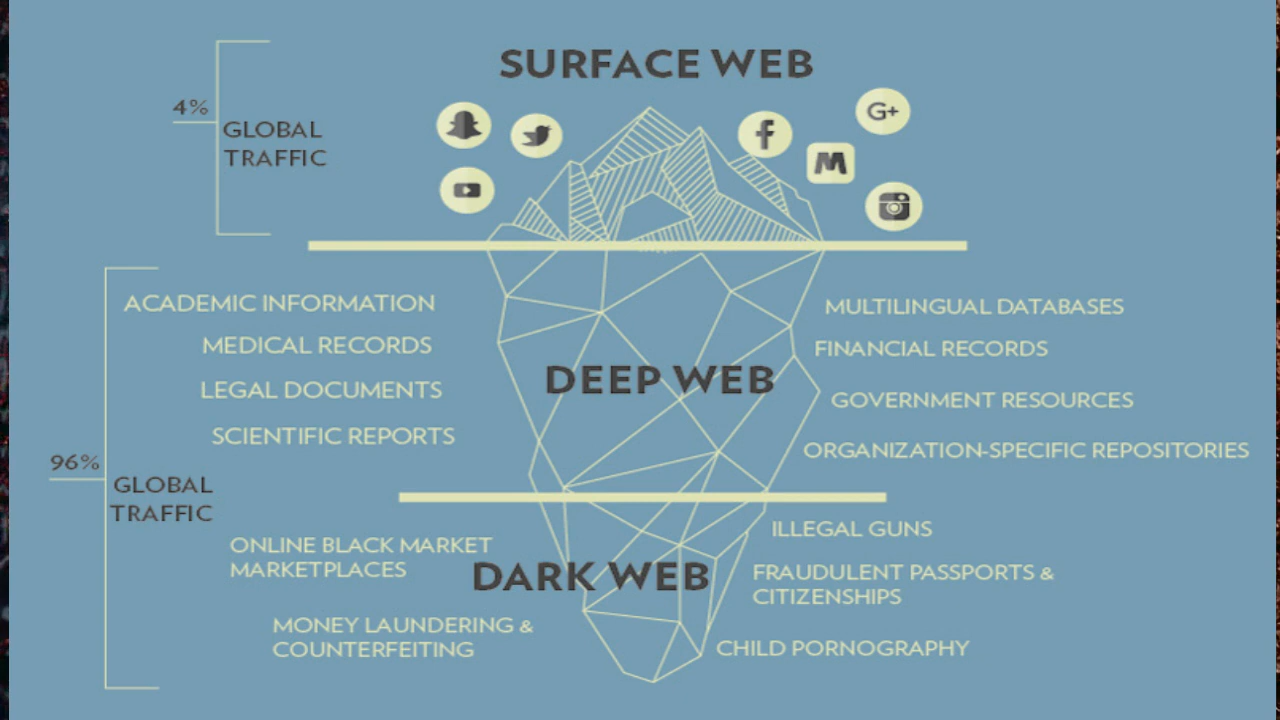 SURFACE WEB
4%
GLOBAL
TRAFFIC
G+
M
ACADEMIC INFORMATION
MEDICAL RECORDS
LEGAL DOCUMENTS
SCIENTIFIC REPORTS
DEEP WEB
MULTILINGUAL DATABASES
FINANCIAL RECORDS
GOVERNMENT RESOURCES
ORGANIZATION-SPECIFIC REPOSITORIES
96%
GLOBAL
TRAFFIC
ONLINE BLACK MARKET
MARKETPLACES
MONEY LAUNDERING &
COUNTERFEITING
DARK WEB
ILLEGAL GUNS
FRAUDULENT PASSPORTS &
CITIZENSHIPS
CHILD PORNOGRAPHY